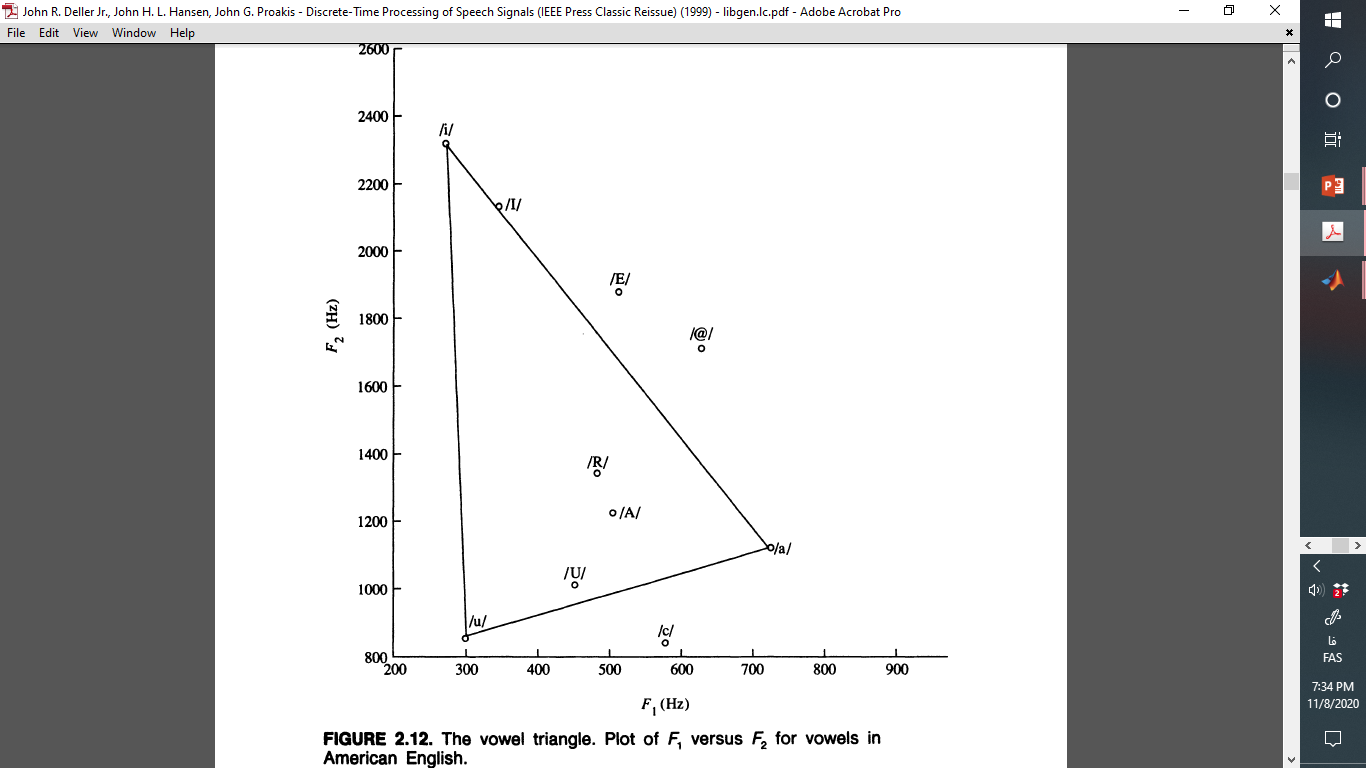 John R. Deller Jr., John H. L. Hansen, John G. Proakis - Discrete-Time Processing of Speech Signals (IEEE Press Classic Reissue) (1999) - libgen.lc.pdf - Adobe Acrobat Pro
File Edit View Window Help
2600
2400
/i/
2200
/I/
2000
/E/
F2 (Hz)
1800
/@/
1600
1400
/R/
1200
/A/
/a/
1000
/U/
/u/
/c/
800
200 300 400 500 600 700 800 900
F1 (Hz)
FIGURE 2.12. The vowel triangle. Plot of F1 versus F2 for vowels in
American English.
2
فا
FAS
7:34 PM
11/8/2020